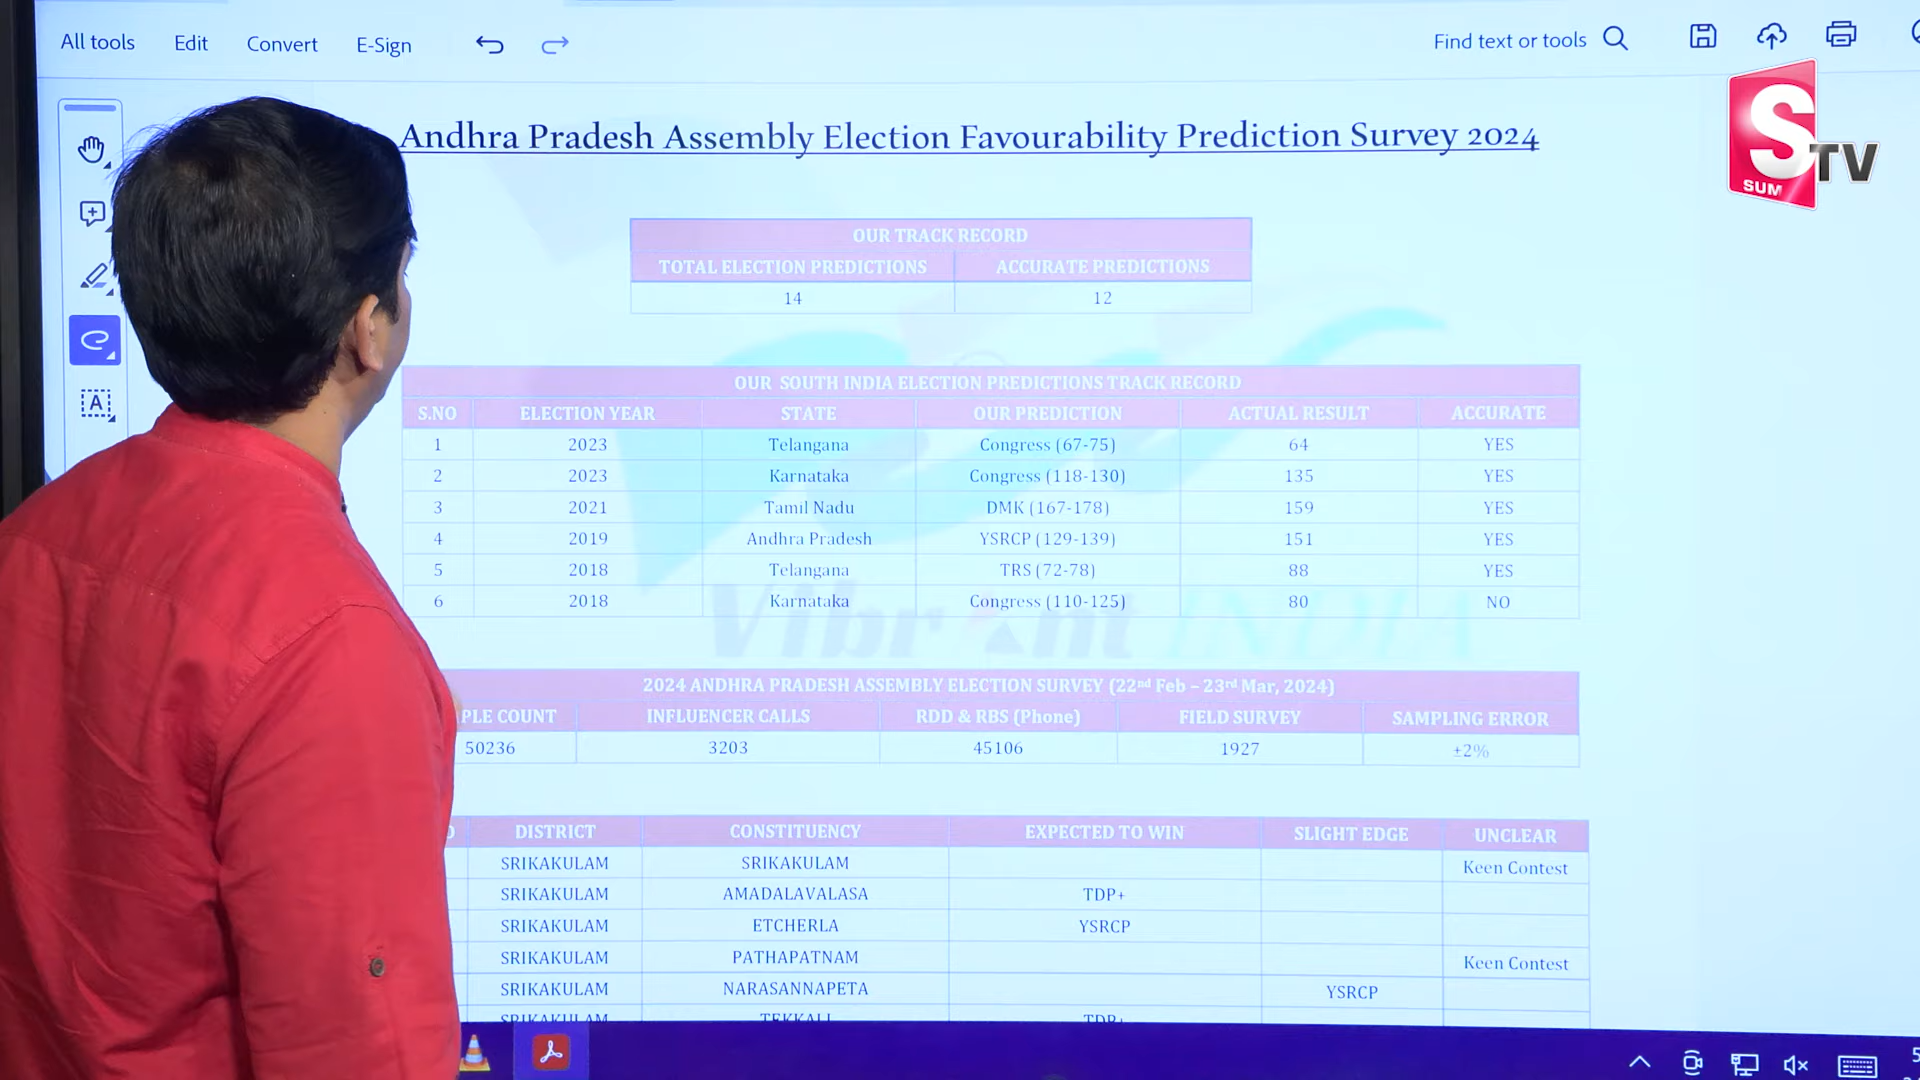 All tools Edit Convert E-Sign Find text or tools
Andhra Pradesh Assembly Election Favourability Prediction Survey 2024
S TV
SUM
OUR TRACK RECORD
TOTAL ELECTION PREDICTIONS ACCURATE PREDICTIONS
14 12
OUR SOUTH INDIA ELECTION PREDICTIONS TRACK RECORD
S.NO ELECTION YEAR STATE OUR PREDICTION ACTUAL RESULT ACCURATE
1 2023 Telangana Congress (67-75) 64 YES
2 2023 Karnataka Congress (118-130) 135 YES
3 2021 Tamil Nadu DMK (167-178) 159 YES
4 2019 Andhra Pradesh YSRCP (129-139) 151 YES
5 2018 Telangana TRS (72-78) 88 YES
6 2018 Karnataka Congress (110-125) 80 NO
Vibrant INDIA
2024 ANDHRA PRADESH ASSEMBLY ELECTION SURVEY (22nd Feb – 23rd Mar, 2024)
PLE COUNT INFLUENCER CALLS RDD & RBS (Phone) FIELD SURVEY SAMPLING ERROR
50236 3203 45106 1927 ±2%
DISTRICT CONSTITUENCY EXPECTED TO WIN SLIGHT EDGE UNCLEAR
SRIKAKULAM SRIKAKULAM Keen Contest
SRIKAKULAM AMADALAVALASA TDP+
SRIKAKULAM ETCHERLA YSRCP
SRIKAKULAM PATHAPATNAM Keen Contest
SRIKAKULAM NARASANNAPETA YSRCP
SRIKAKULAM TEKKALI TDP+